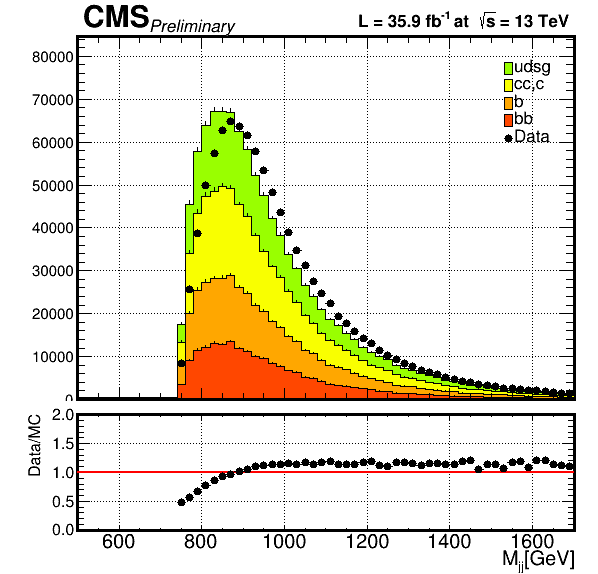 CMS Preliminary L = 35.9 fb⁻¹ at √s = 13 TeV
80000
70000
60000
50000
40000
30000
20000
10000
0
udsg
cc,c
b
bb
Data
Data/MC
2.0
1.5
1.0
0.5
0.0
600 800 1000 1200 1400 1600
M_jj[GeV]